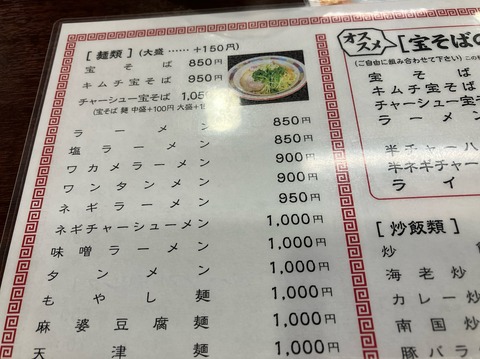 [麺類] (大盛……+150円)
宝そば 850円
キムチ宝そば 950円
チャーシュー宝そば 1,05
(宝そば 麺 中盛+100円 大盛+
ラーメン 850円
塩ラーメン 850円
ワカメラーメン 900円
ワンタンメン 900円
ネギラーメン 950円
ネギチャーシューメン 1,000円
味噌ラーメン 1,000円
タンメン 1,000円
もやし麺 1,000円
麻婆豆腐麺 1,000円
天津麺 1,000円
オススメ
[宝そばの
(ご自由に組み合わせて下さい) この
宝そば
キムチ宝そば
チャーシュー宝そ
ラーメン
半チャーハ
半ネギチャー
ライ
[炒飯類]
炒
海老炒
カレー炒
南国炒
豚バラ